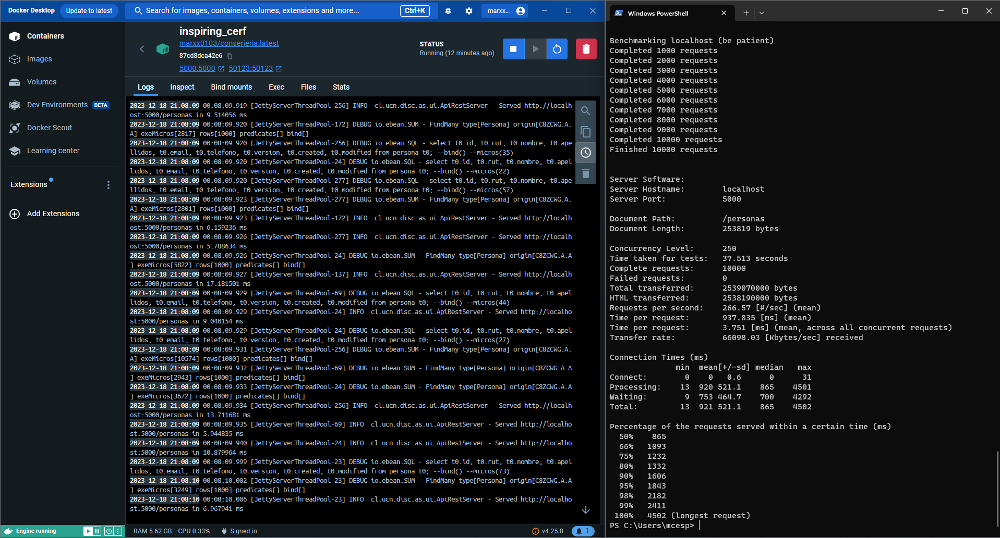 Docker Desktop
Update to latest
Search for images, containers, volumes, extensions and more...
Ctrl+K
marxx...
Containers
Images
Volumes
Dev Environments BETA
Docker Scout
Learning center
Extensions
Add Extensions
inspiring_cerf
marxx0103/conserjeria:latest
87cd8dca42e6
5000:5000 50123:50123
STATUS
Running (12 minutes ago)
Logs Inspect Bind mounts Exec Files Stats
2023-12-18 21:08:09 00:08:09.919 [JettyServerThreadPool-256] INFO  cl.ucn.disc.as.ui.ApiRestServer - Served http://localh
ost:5000/personas in 9.514056 ms
2023-12-18 21:08:09 00:08:09.920 [JettyServerThreadPool-172] DEBUG io.ebean.SUM - FindMany type[Persona] origin[C8ZCWG.A.
A] exeMicros[2817] rows[1000] predicates[] bind[]
2023-12-18 21:08:09 00:08:09.920 [JettyServerThreadPool-256] DEBUG io.ebean.SQL - select t0.id, t0.rut, t0.nombre, t0.ape
llidos, t0.email, t0.telefono, t0.version, t0.created, t0.modified from persona t0; --bind() --micros(35)
2023-12-18 21:08:09 00:08:09.920 [JettyServerThreadPool-24] DEBUG io.ebean.SQL - select t0.id, t0.rut, t0.nombre, t0.apel
lidos, t0.email, t0.telefono, t0.version, t0.created, t0.modified from persona t0; --bind() --micros(22)
2023-12-18 21:08:09 00:08:09.920 [JettyServerThreadPool-277] DEBUG io.ebean.SQL - select t0.id, t0.rut, t0.nombre, t0.ape
llidos, t0.email, t0.telefono, t0.version, t0.created, t0.modified from persona t0; --bind() --micros(57)
2023-12-18 21:08:09 00:08:09.923 [JettyServerThreadPool-277] DEBUG io.ebean.SUM - FindMany type[Persona] origin[C8ZCWG.A.
A] exeMicros[2801] rows[1000] predicates[] bind[]
2023-12-18 21:08:09 00:08:09.923 [JettyServerThreadPool-172] INFO  cl.ucn.disc.as.ui.ApiRestServer - Served http://localh
ost:5000/personas in 6.159236 ms
2023-12-18 21:08:09 00:08:09.926 [JettyServerThreadPool-277] INFO  cl.ucn.disc.as.ui.ApiRestServer - Served http://localh
ost:5000/personas in 5.788634 ms
2023-12-18 21:08:09 00:08:09.926 [JettyServerThreadPool-24] DEBUG io.ebean.SUM - FindMany type[Persona] origin[C8ZCWG.A.A
] exeMicros[5822] rows[1000] predicates[] bind[]
2023-12-18 21:08:09 00:08:09.927 [JettyServerThreadPool-137] INFO  cl.ucn.disc.as.ui.ApiRestServer - Served http://localh
ost:5000/personas in 17.181501 ms
2023-12-18 21:08:09 00:08:09.929 [JettyServerThreadPool-69] DEBUG io.ebean.SQL - select t0.id, t0.rut, t0.nombre, t0.apel
lidos, t0.email, t0.telefono, t0.version, t0.created, t0.modified from persona t0; --bind() --micros(44)
2023-12-18 21:08:09 00:08:09.929 [JettyServerThreadPool-24] INFO  cl.ucn.disc.as.ui.ApiRestServer - Served http://localho
st:5000/personas in 9.040154 ms
2023-12-18 21:08:09 00:08:09.929 [JettyServerThreadPool-24] DEBUG io.ebean.SQL - select t0.id, t0.rut, t0.nombre, t0.apel
lidos, t0.email, t0.telefono, t0.version, t0.created, t0.modified from persona t0; --bind() --micros(27)
2023-12-18 21:08:09 00:08:09.931 [JettyServerThreadPool-256] DEBUG io.ebean.SUM - FindMany type[Persona] origin[C8ZCWG.A.
A] exeMicros[10574] rows[1000] predicates[] bind[]
2023-12-18 21:08:09 00:08:09.932 [JettyServerThreadPool-69] DEBUG io.ebean.SUM - FindMany type[Persona] origin[C8ZCWG.A.A
] exeMicros[2943] rows[1000] predicates[] bind[]
2023-12-18 21:08:09 00:08:09.933 [JettyServerThreadPool-24] DEBUG io.ebean.SUM - FindMany type[Persona] origin[C8ZCWG.A.A
] exeMicros[3672] rows[1000] predicates[] bind[]
2023-12-18 21:08:09 00:08:09.934 [JettyServerThreadPool-256] INFO  cl.ucn.disc.as.ui.ApiRestServer - Served http://localh
ost:5000/personas in 13.711681 ms
2023-12-18 21:08:09 00:08:09.935 [JettyServerThreadPool-69] INFO  cl.ucn.disc.as.ui.ApiRestServer - Served http://localho
st:5000/personas in 5.944835 ms
2023-12-18 21:08:09 00:08:09.940 [JettyServerThreadPool-24] INFO  cl.ucn.disc.as.ui.ApiRestServer - Served http://localho
st:5000/personas in 10.879964 ms
2023-12-18 21:08:09 00:08:09.999 [JettyServerThreadPool-23] DEBUG io.ebean.SQL - select t0.id, t0.rut, t0.nombre, t0.apel
lidos, t0.email, t0.telefono, t0.version, t0.created, t0.modified from persona t0; --bind() --micros(73)
2023-12-18 21:08:10 00:08:10.002 [JettyServerThreadPool-23] DEBUG io.ebean.SUM - FindMany type[Persona] origin[C8ZCWG.A.A
] exeMicros[3249] rows[1000] predicates[] bind[]
2023-12-18 21:08:10 00:08:10.006 [JettyServerThreadPool-23] INFO  cl.ucn.disc.as.ui.ApiRestServer - Served http://localho
st:5000/personas in 6.967941 ms
Engine running
RAM 5.62 GB CPU 0.33% Signed in
v4.25.0
1
Windows PowerShell
Benchmarking localhost (be patient)
Completed 1000 requests
Completed 2000 requests
Completed 3000 requests
Completed 4000 requests
Completed 5000 requests
Completed 6000 requests
Completed 7000 requests
Completed 8000 requests
Completed 9000 requests
Completed 10000 requests
Finished 10000 requests
Server Software:
Server Hostname:        localhost
Server Port:            5000
Document Path:          /personas
Document Length:        253819 bytes
Concurrency Level:      250
Time taken for tests:   37.513 seconds
Complete requests:      10000
Failed requests:        0
Total transferred:      2539070000 bytes
HTML transferred:       2538190000 bytes
Requests per second:    266.57 [#/sec] (mean)
Time per request:       937.835 [ms] (mean)
Time per request:       3.751 [ms] (mean, across all concurrent requests)
Transfer rate:          66098.03 [Kbytes/sec] received
Connection Times (ms)
              min  mean[+/-sd] median   max
Connect:        0    0   0.6      0      31
Processing:    13  920 521.1    865    4501
Waiting:        9  753 464.7    700    4292
Total:         13  921 521.1    865    4502
Percentage of the requests served within a certain time (ms)
  50%    865
  66%   1093
  75%   1232
  80%   1332
  90%   1606
  95%   1843
  98%   2182
  99%   2411
 100%   4502 (longest request)
PS C:\Users\mcesp>